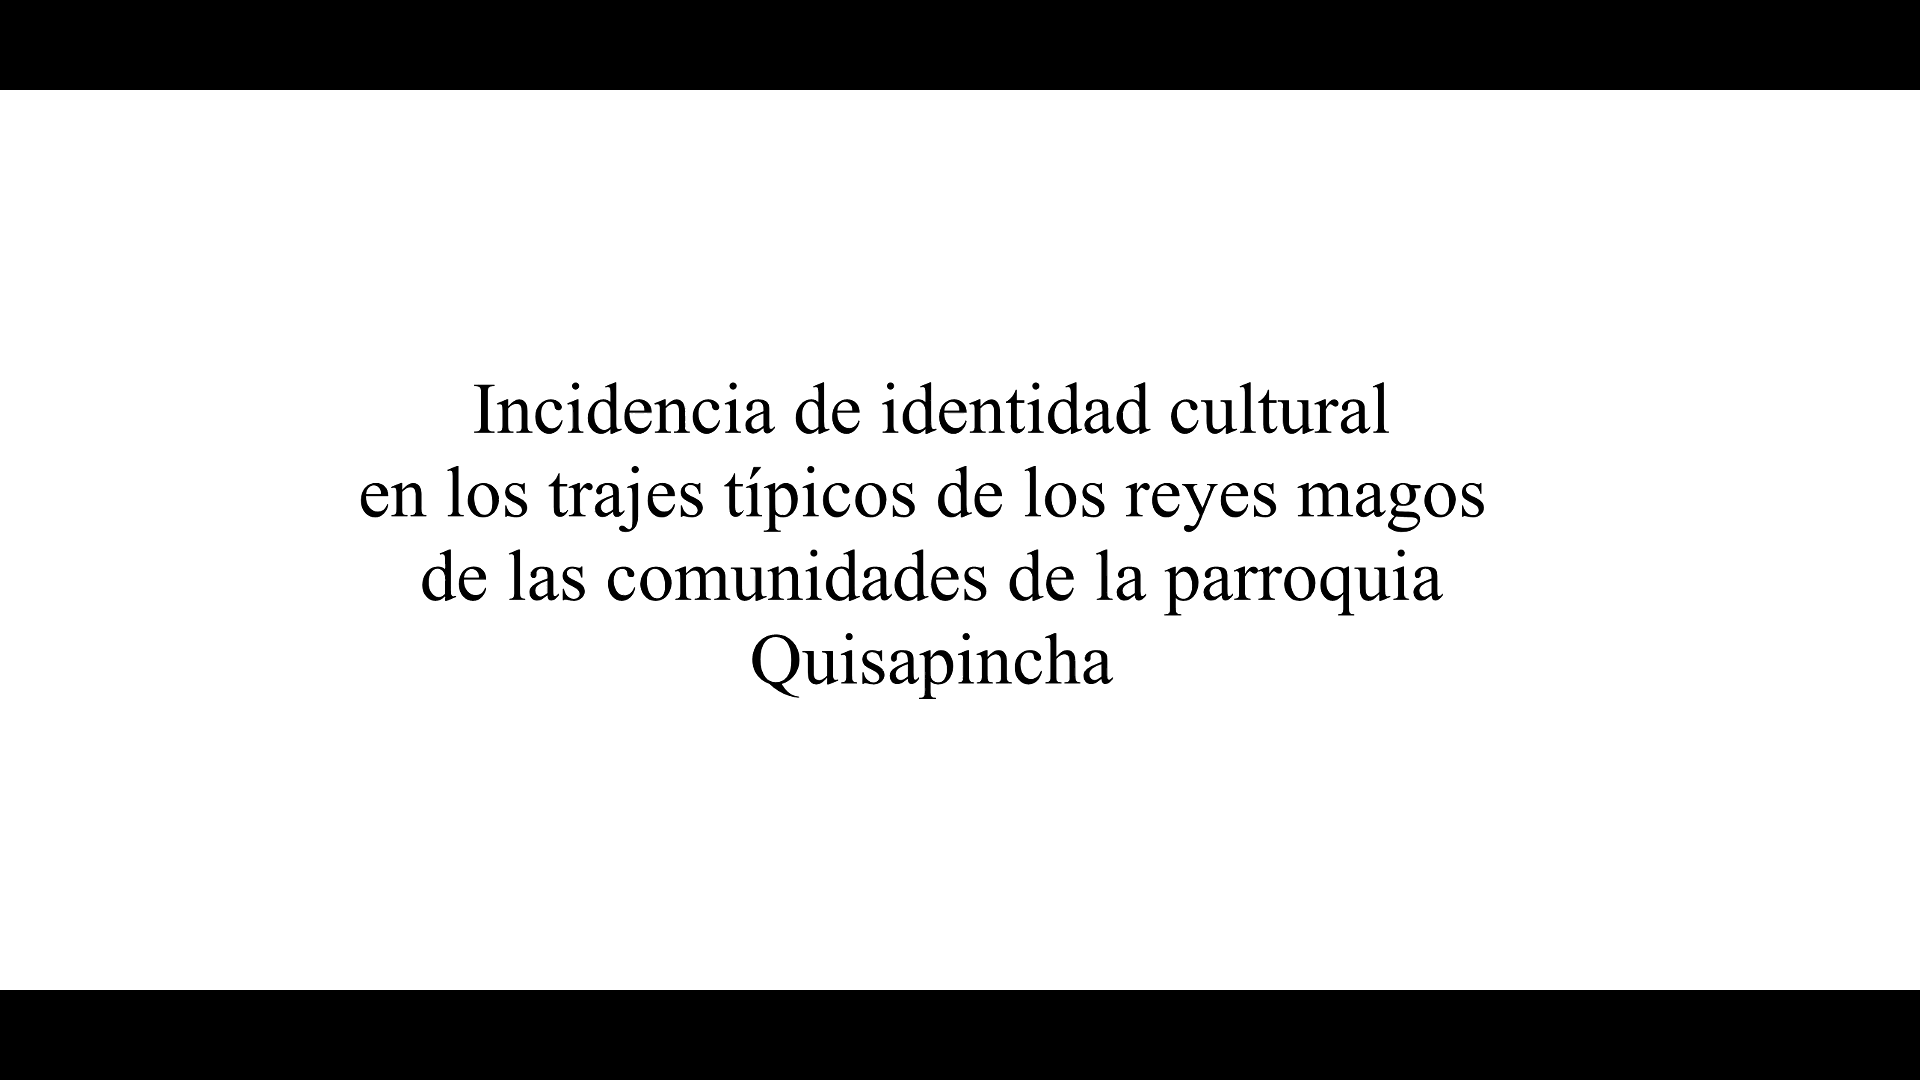 Incidencia de identidad cultural
en los trajes típicos de los reyes magos
de las comunidades de la parroquia
Quisapincha